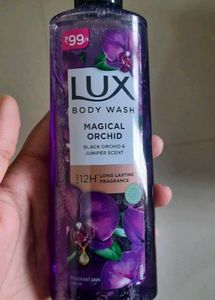 ₹99/-
LUX
BODY WASH
MAGICAL
ORCHID
BLACK ORCHID &
JUNIPER SCENT
12H LONG LASTING
FRAGRANCE